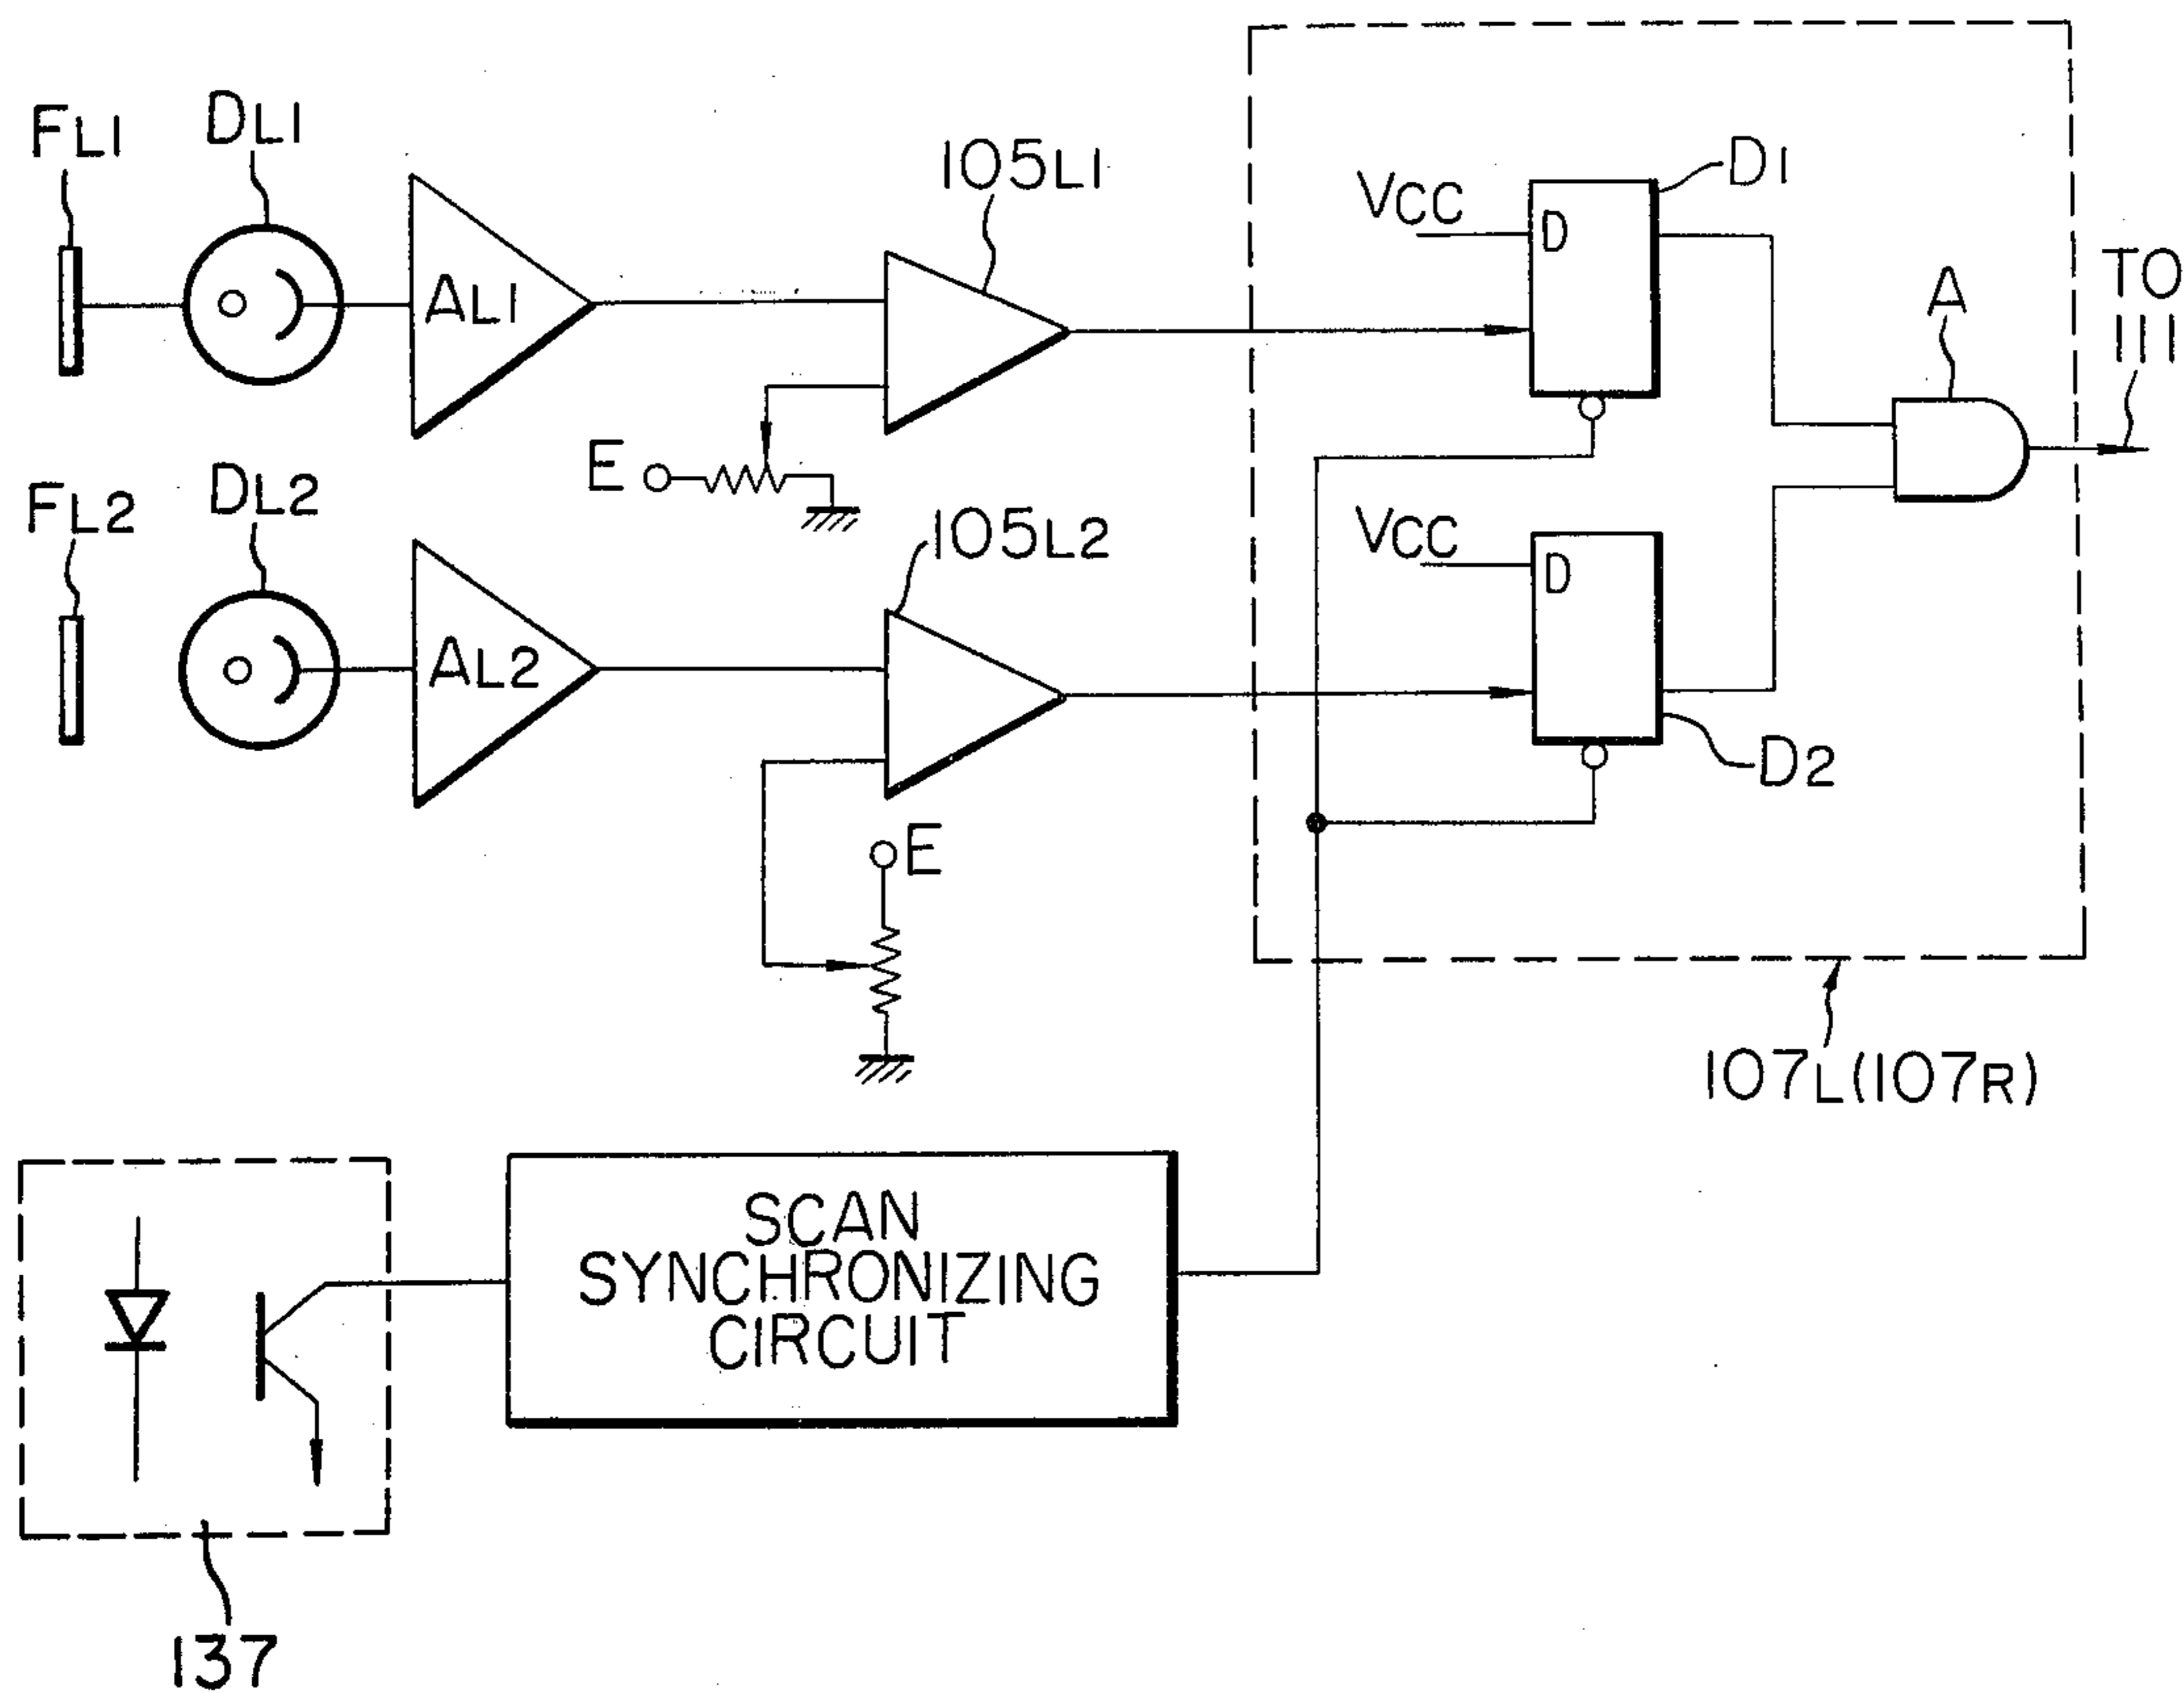 FL1
DL1
AL1
105L1
VCC
D
D1
A
TO
111
E
FL2
DL2
AL2
105L2
VCC
D
D2
E
107L(107R)
SCAN
SYNCHRONIZING
CIRCUIT
137